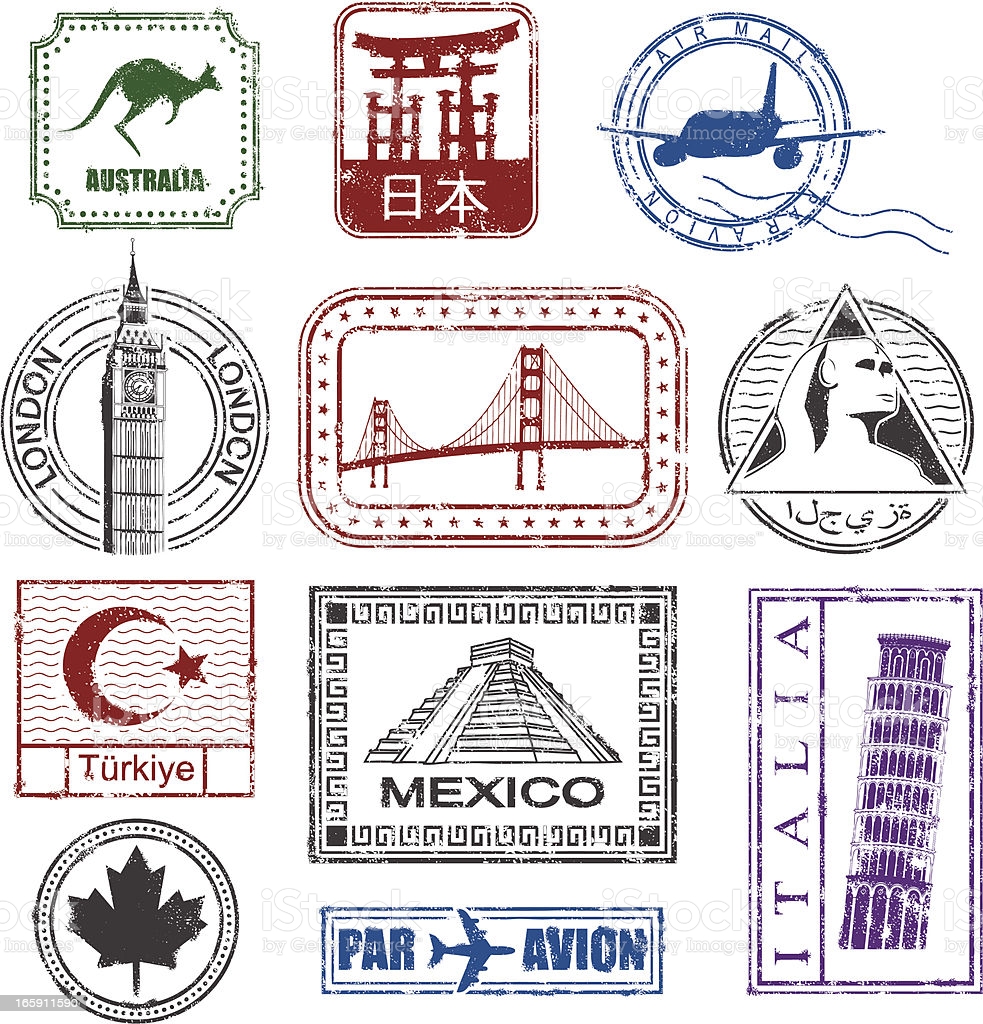 AUSTRALIA
日本
AIR MAIL
PAR AVION
LONDON
LONDON
الجيزة
Türkiye
MEXICO
ITALIA
PAR AVION
iStock
by Getty Images
165911590